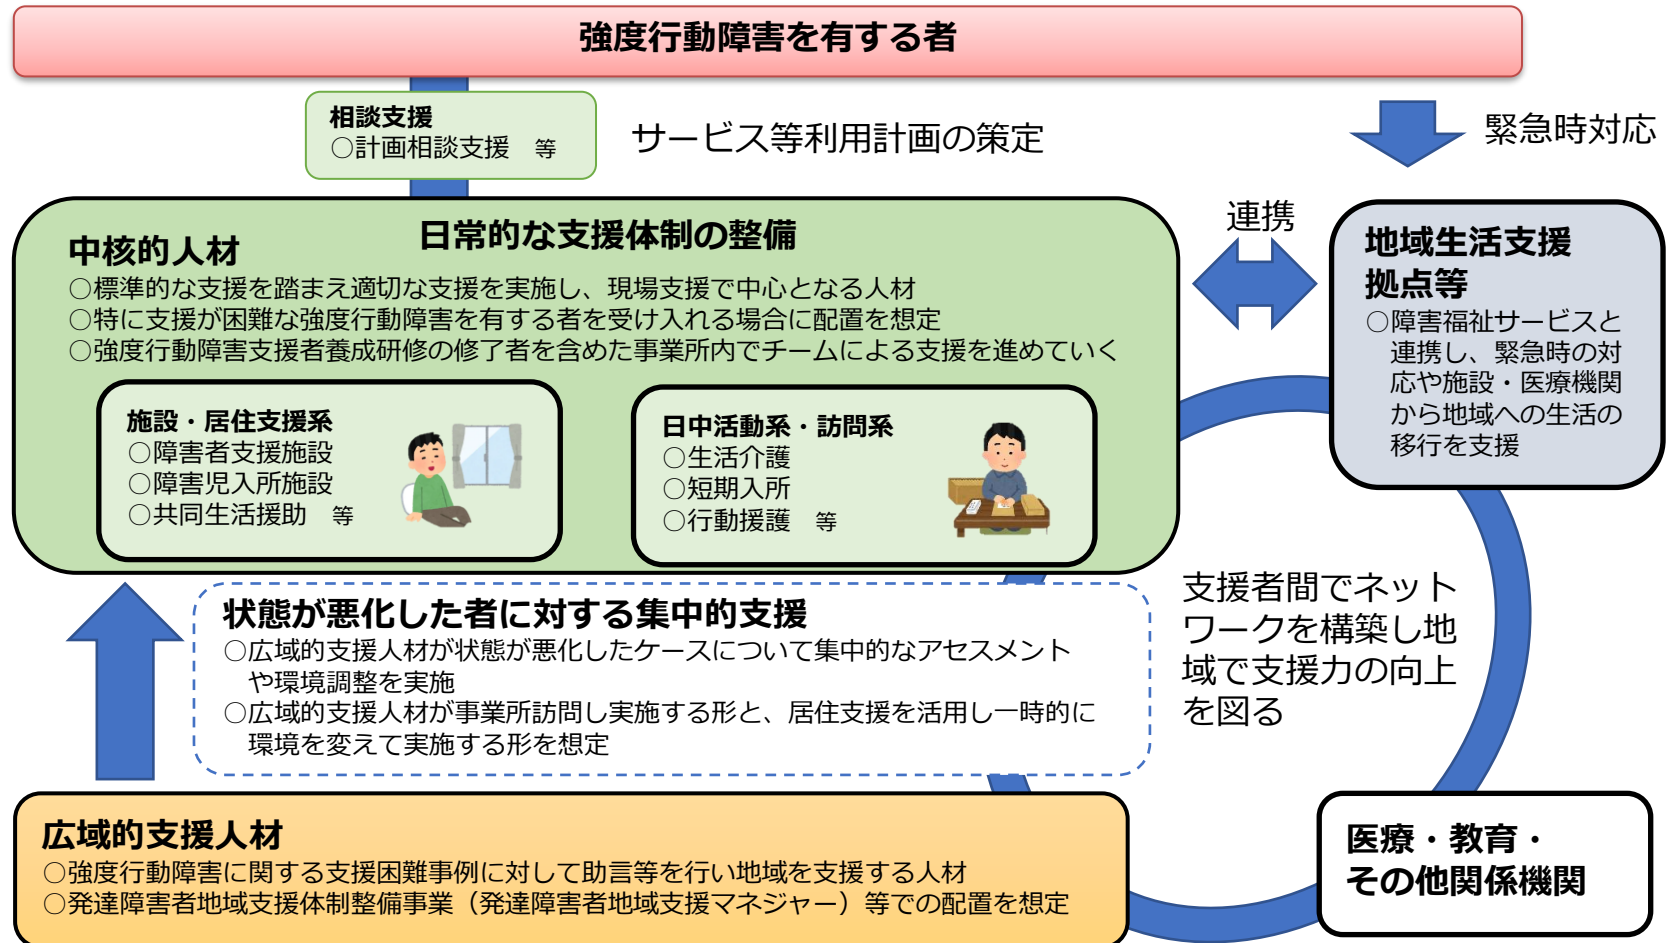 強度行動障害を有する者
相談支援
○計画相談支援　等
サービス等利用計画の策定
緊急時対応
日常的な支援体制の整備
中核的人材
○標準的な支援を踏まえ適切な支援を実施し、現場支援で中心となる人材
○特に支援が困難な強度行動障害を有する者を受け入れる場合に配置を想定
○強度行動障害支援者養成研修の修了者を含めた事業所内でチームによる支援を進めていく
施設・居住支援系
○障害者支援施設
○障害児入所施設
○共同生活援助　等
日中活動系・訪問系
○生活介護
○短期入所
○行動援護　等
連携
地域生活支援
拠点等
○障害福祉サービスと
連携し、緊急時の対
応や施設・医療機関
から地域への生活の
移行を支援
状態が悪化した者に対する集中的支援
○広域的支援人材が状態が悪化したケースについて集中的なアセスメント
や環境調整を実施
○広域的支援人材が事業所訪問し実施する形と、居住支援を活用し一時的に
環境を変えて実施する形を想定
支援者間でネット
ワークを構築し地
域で支援力の向上
を図る
広域的支援人材
○強度行動障害に関する支援困難事例に対して助言等を行い地域を支援する人材
○発達障害者地域支援体制整備事業（発達障害者地域支援マネジャー）等での配置を想定
医療・教育・
その他関係機関